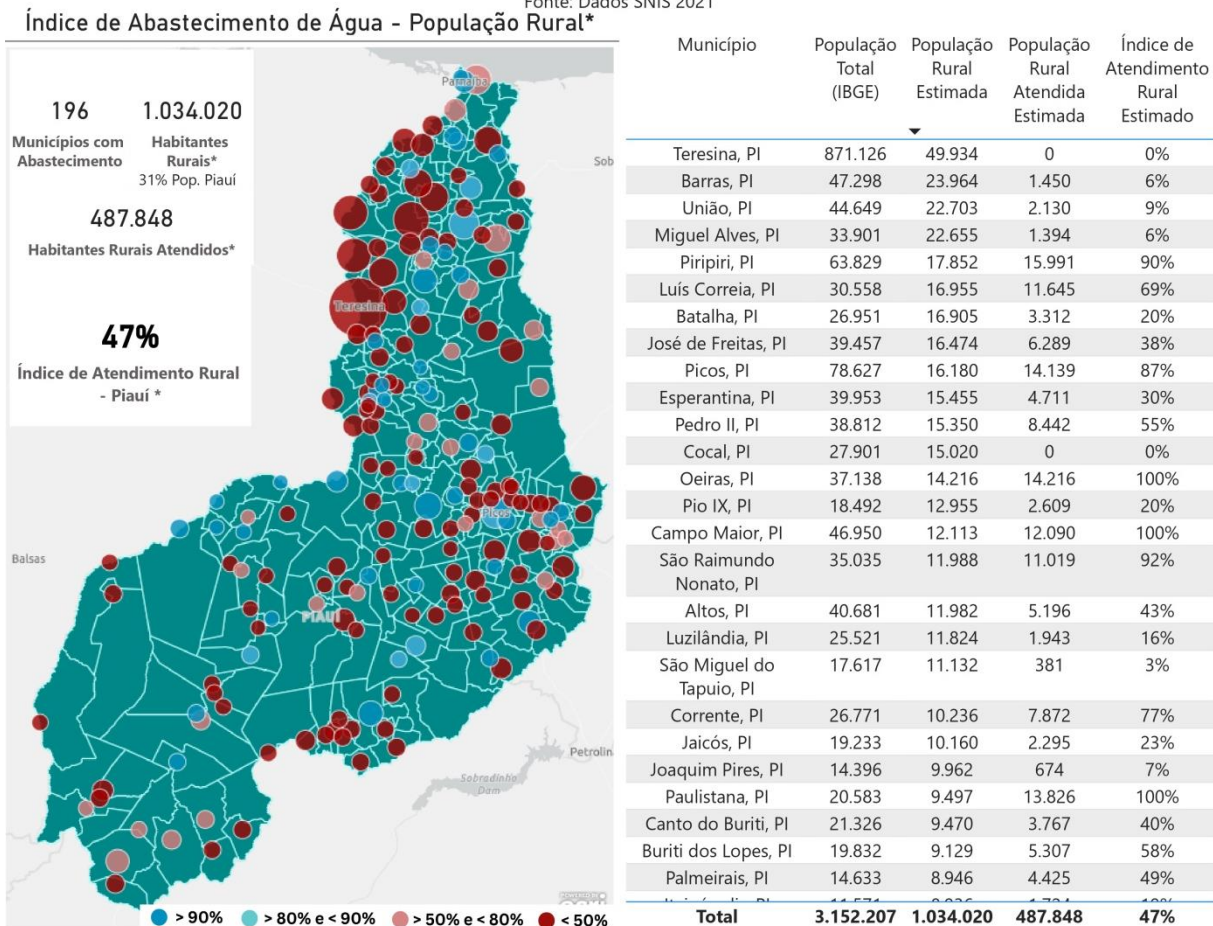 Fonte: Dados SNIS 2021
Índice de Abastecimento de Água - População Rural*
196
Municípios com
Abastecimento
1.034.020
Habitantes
Rurais*
31% Pop. Piauí
487.848
Habitantes Rurais Atendidos*
47%
Índice de Atendimento Rural
- Piauí *
Parnaíba
Sob
Teresina
Picos
Balsas
PIAUÍ
Petrolin
Sobradinho
Dam
> 90%
> 80% e < 90%
> 50% e < 80%
< 50%
Município
População
Total
(IBGE)
População
Rural
Estimada
População
Rural
Atendida
Estimada
Índice de
Atendimento
Rural
Estimado
Teresina, PI 871.126 49.934 0 0%
Barras, PI 47.298 23.964 1.450 6%
União, PI 44.649 22.703 2.130 9%
Miguel Alves, PI 33.901 22.655 1.394 6%
Piripiri, PI 63.829 17.852 15.991 90%
Luís Correia, PI 30.558 16.955 11.645 69%
Batalha, PI 26.951 16.905 3.312 20%
José de Freitas, PI 39.457 16.474 6.289 38%
Picos, PI 78.627 16.180 14.139 87%
Esperantina, PI 39.953 15.455 4.711 30%
Pedro II, PI 38.812 15.350 8.442 55%
Cocal, PI 27.901 15.020 0 0%
Oeiras, PI 37.138 14.216 14.216 100%
Pio IX, PI 18.492 12.955 2.609 20%
Campo Maior, PI 46.950 12.113 12.090 100%
São Raimundo 35.035 11.988 11.019 92%
Nonato, PI
Altos, PI 40.681 11.982 5.196 43%
Luzilândia, PI 25.521 11.824 1.943 16%
São Miguel do 17.617 11.132 381 3%
Tapuio, PI
Corrente, PI 26.771 10.236 7.872 77%
Jaicós, PI 19.233 10.160 2.295 23%
Joaquim Pires, PI 14.396 9.962 674 7%
Paulistana, PI 20.583 9.497 13.826 100%
Canto do Buriti, PI 21.326 9.470 3.767 40%
Buriti dos Lopes, PI 19.832 9.129 5.307 58%
Palmeirais, PI 14.633 8.946 4.425 49%
Total 3.152.207 1.034.020 487.848 47%